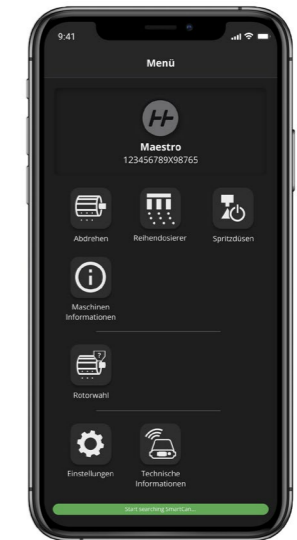 9:41
Menü
Maestro
123456789X98765
Abdrehen
Reihendosierer
Spritzdüsen
Maschinen
Informationen
?
Rotorwahl
Einstellungen
Technische
Informationen
Start searching SmartCan...